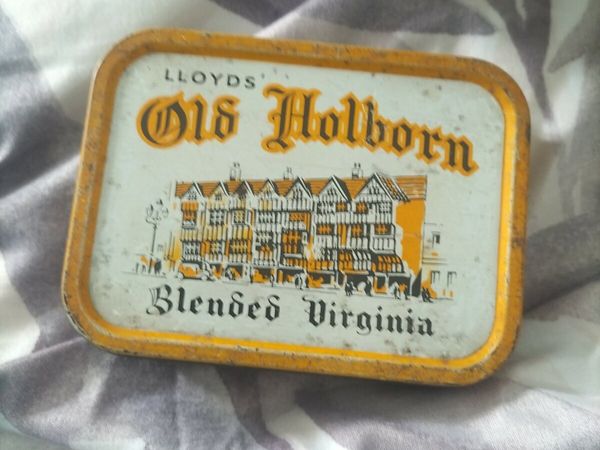 LLOYDS'
Old Holborn
Blended Virginia